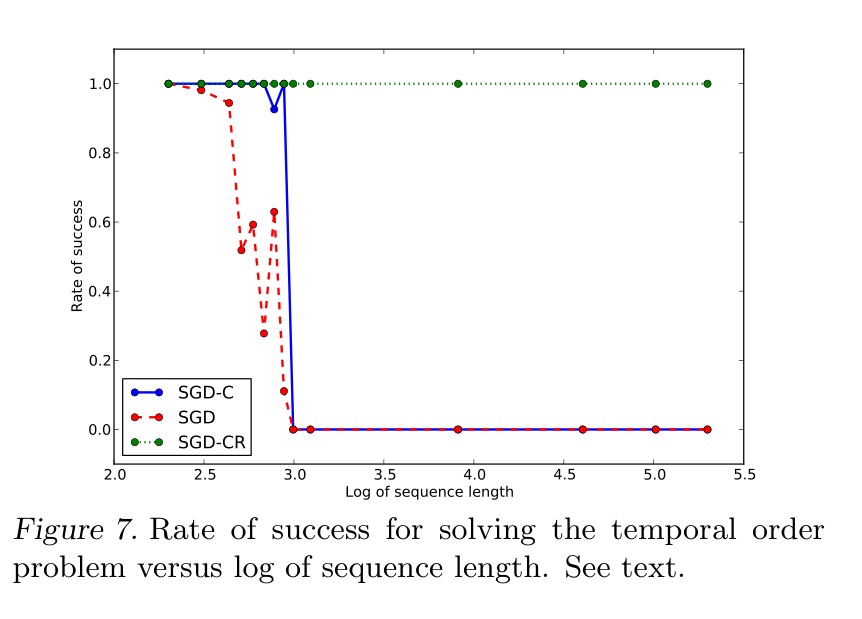 1.0
0.8
0.6
0.4
0.2
0.0
Rate of success
SGD-C
SGD
SGD-CR
2.0 2.5 3.0 3.5 4.0 4.5 5.0 5.5
Log of sequence length
Figure 7. Rate of success for solving the temporal order
problem versus log of sequence length. See text.